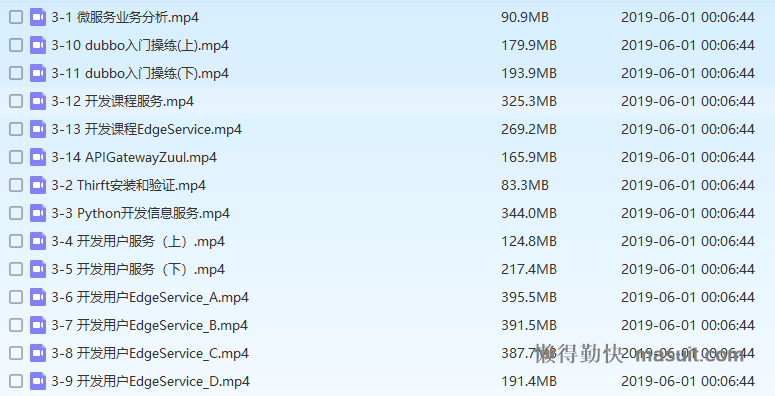 3-1 微服务业务分析.mp4 90.9MB 2019-06-01 00:06:44
3-10 dubbo入门操练(上).mp4 179.9MB 2019-06-01 00:06:44
3-11 dubbo入门操练(下).mp4 193.9MB 2019-06-01 00:06:44
3-12 开发课程服务.mp4 325.3MB 2019-06-01 00:06:44
3-13 开发课程EdgeService.mp4 269.2MB 2019-06-01 00:06:44
3-14 APIGatewayZuul.mp4 165.9MB 2019-06-01 00:06:44
3-2 Thirft安装和验证.mp4 83.3MB 2019-06-01 00:06:44
3-3 Python开发信息服务.mp4 344.0MB 2019-06-01 00:06:44
3-4 开发用户服务（上）.mp4 124.8MB 2019-06-01 00:06:44
3-5 开发用户服务（下）.mp4 217.4MB 2019-06-01 00:06:44
3-6 开发用户EdgeService_A.mp4 395.5MB 2019-06-01 00:06:44
3-7 开发用户EdgeService_B.mp4 391.5MB 2019-06-01 00:06:44
3-8 开发用户EdgeService_C.mp4 387.7MB 2019-06-01 00:06:44
懒得勤快 masuit.com
3-9 开发用户EdgeService_D.mp4 191.4MB 2019-06-01 00:06:44